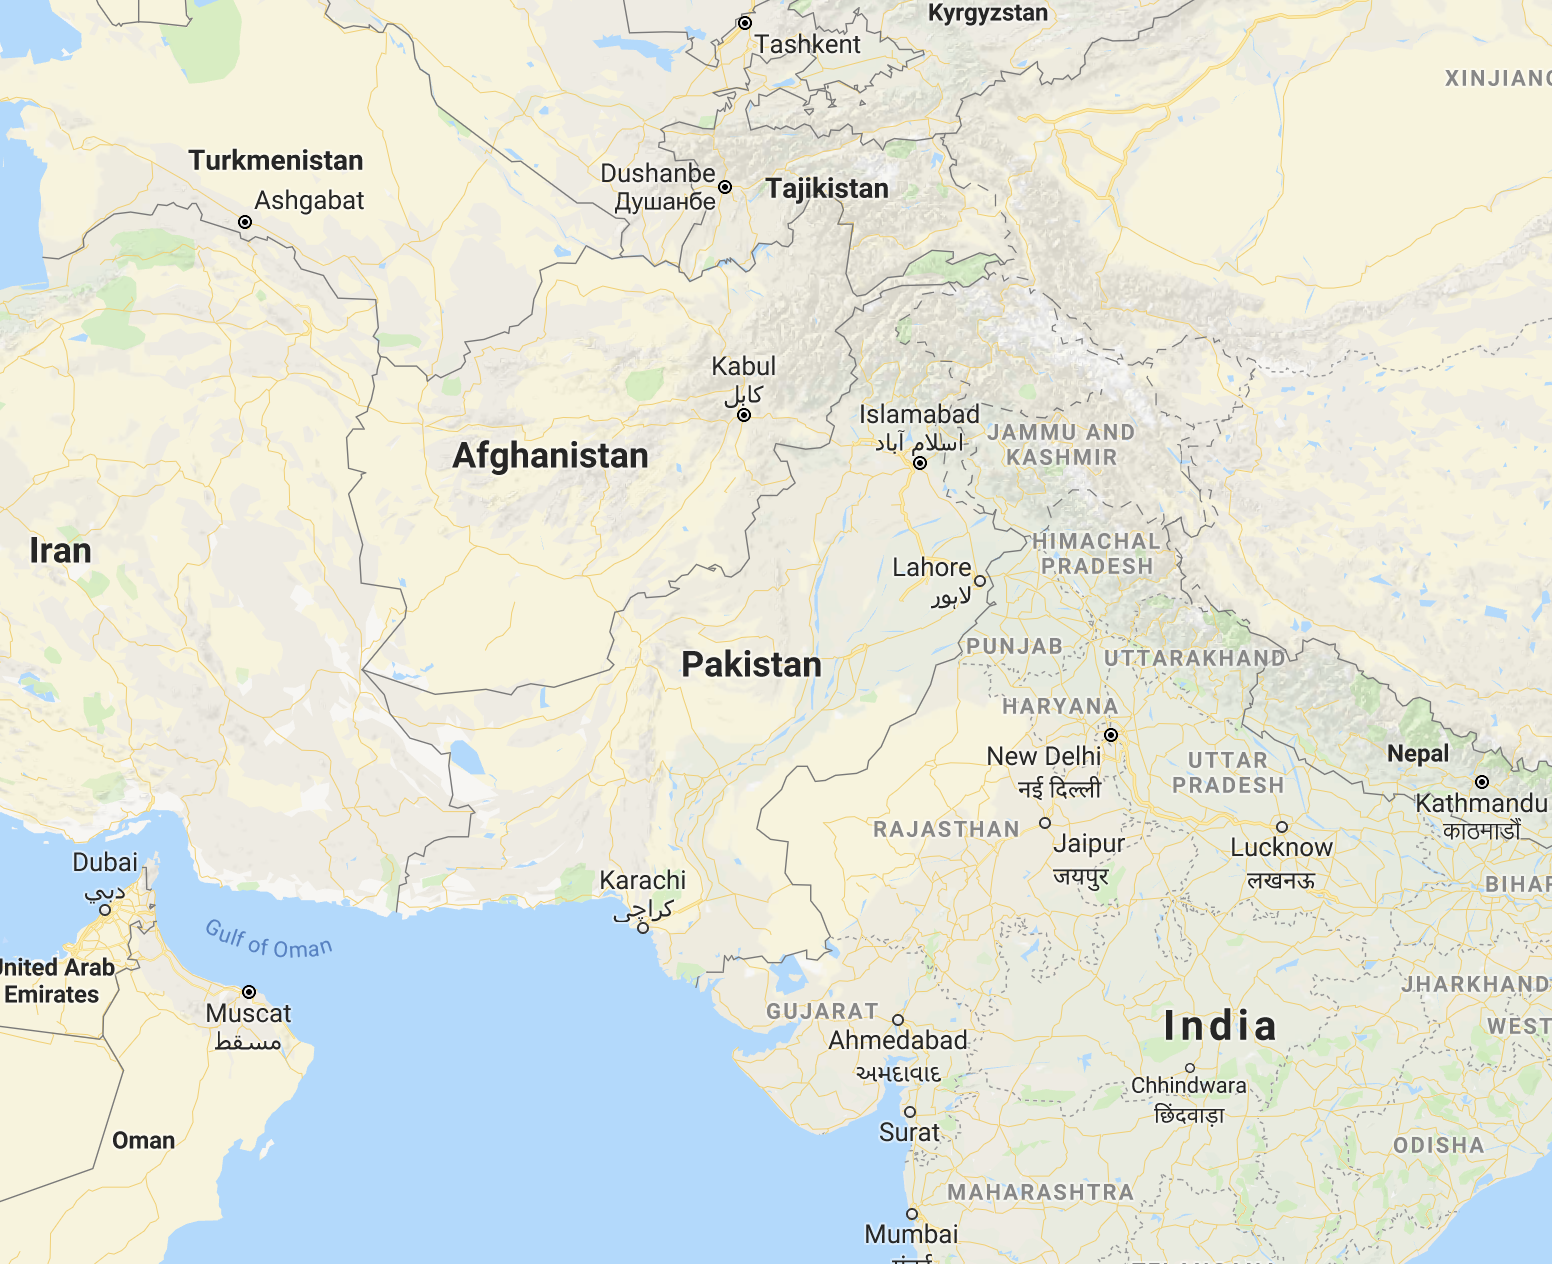 Kyrgyzstan
Tashkent
XINJIANG
Turkmenistan
Ashgabat
Dushanbe
Душанбе
Tajikistan
Kabul
کابل
Islamabad
اسلام آباد
JAMMU AND
KASHMIR
Afghanistan
Iran
HIMACHAL
PRADESH
Lahore
لاہور
PUNJAB
UTTARAKHAND
Pakistan
HARYANA
New Delhi
नई दिल्ली
UTTAR
PRADESH
Nepal
Kathmandu
काठमाडौं
RAJASTHAN
Jaipur
जयपुर
Lucknow
लखनऊ
BIHAR
Dubai
دبي
Karachi
کراچی
Gulf of Oman
United Arab
Emirates
Muscat
مسقط
GUJARAT
Ahmedabad
અમદાવાદ
India
JHARKHAND
WEST
Chhindwara
छिंदवाड़ा
Surat
Oman
ODISHA
MAHARASHTRA
Mumbai
मुंबई
TELANGANA